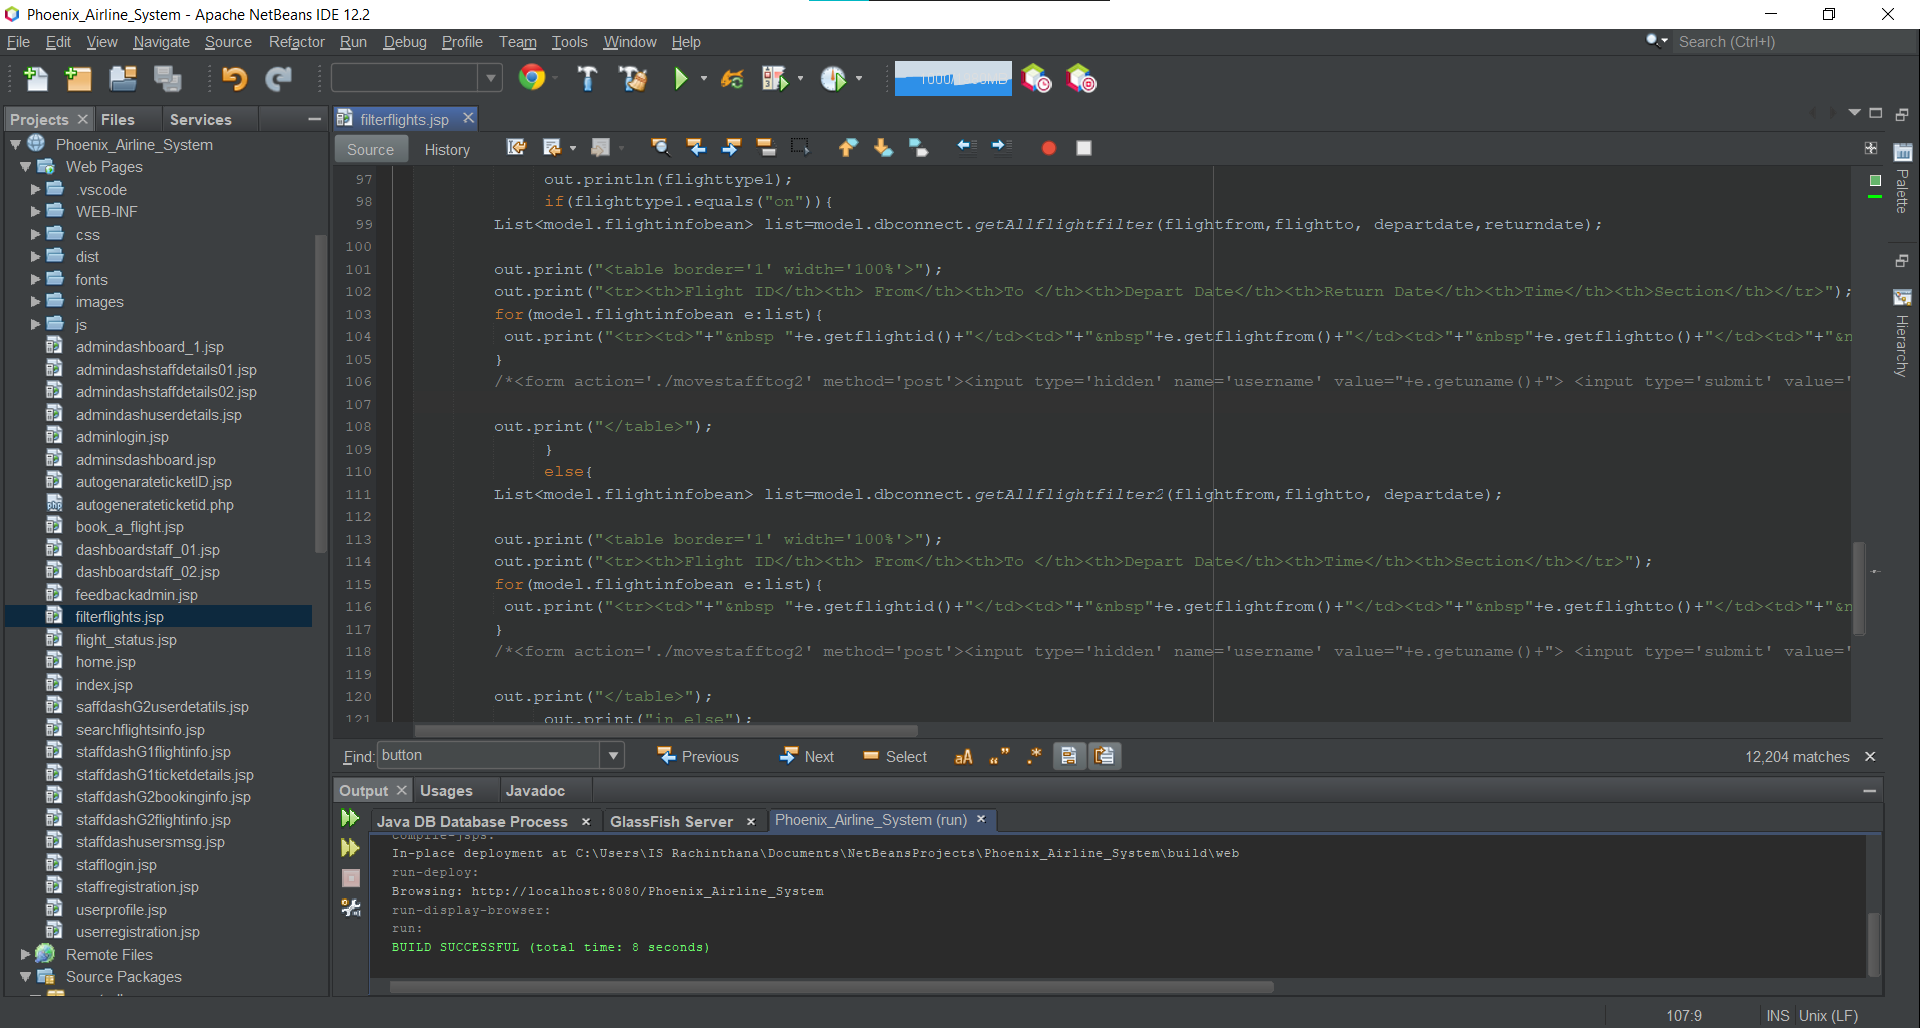 Phoenix_Airline_System - Apache NetBeans IDE 12.2
File Edit View Navigate Source Refactor Run Debug Profile Team Tools Window Help
Search (Ctrl+I)
Projects Files Services
filterflights.jsp
Source History
Phoenix_Airline_System
Web Pages
.vscode
WEB-INF
css
dist
fonts
images
js
admindashboard_1.jsp
admindashstaffdetails01.jsp
admindashstaffdetails02.jsp
admindashuserdetails.jsp
adminlogin.jsp
adminsdashboard.jsp
autogenarateticketID.jsp
autogenerateticketid.php
book_a_flight.jsp
dashboardstaff_01.jsp
dashboardstaff_02.jsp
feedbackadmin.jsp
filterflights.jsp
flight_status.jsp
home.jsp
index.jsp
saffdashG2userdetatils.jsp
searchflightsinfo.jsp
staffdashG1flightinfo.jsp
staffdashG1ticketdetails.jsp
staffdashG2bookinginfo.jsp
staffdashG2flightinfo.jsp
staffdashusersmsg.jsp
stafflogin.jsp
staffregistration.jsp
userprofile.jsp
userregistration.jsp
Remote Files
Source Packages
97 out.println(flighttype1);
98 if(flighttype1.equals("on")){
99 List<model.flightinfobean> list=model.dbconnect.getAllflightfilter(flightfrom,flightto, departdate,returndate);
100
101 out.print("<table border='1' width='100%'>");
102 out.print("<tr><th>Flight ID</th><th> From</th><th>To </th><th>Depart Date</th><th>Return Date</th><th>Time</th><th>Section</th></tr>");
103 for(model.flightinfobean e:list){
104 out.print("<tr><td>"+"&nbsp "+e.getflightid()+"</td><td>"+"&nbsp"+e.getflightfrom()+"</td><td>"+"&nbsp"+e.getflightto()+"</td><td>"+"&n
105 }
106 /*<form action='./movestafftog2' method='post'><input type='hidden' name='username' value="+e.getuname()+"> <input type='submit' value='
107
108 out.print("</table>");
109 }
110 else{
111 List<model.flightinfobean> list=model.dbconnect.getAllflightfilter2(flightfrom,flightto, departdate);
112
113 out.print("<table border='1' width='100%'>");
114 out.print("<tr><th>Flight ID</th><th> From</th><th>To </th><th>Depart Date</th><th>Time</th><th>Section</th></tr>");
115 for(model.flightinfobean e:list){
116 out.print("<tr><td>"+"&nbsp "+e.getflightid()+"</td><td>"+"&nbsp"+e.getflightfrom()+"</td><td>"+"&nbsp"+e.getflightto()+"</td><td>"+"&n
117 }
118 /*<form action='./movestafftog2' method='post'><input type='hidden' name='username' value="+e.getuname()+"> <input type='submit' value='
119
120 out.print("</table>");
121 out.print("in else");
Palette
Hierarchy
Find: button Previous Next Select 12,204 matches
Output Usages Javadoc
Java DB Database Process GlassFish Server Phoenix_Airline_System (run)
compile-jsps:
In-place deployment at C:\Users\IS Rachinthana\Documents\NetBeansProjects\Phoenix_Airline_System\build\web
run-deploy:
Browsing: http://localhost:8080/Phoenix_Airline_System
run-display-browser:
run:
BUILD SUCCESSFUL (total time: 8 seconds)
107:9 INS Unix (LF)